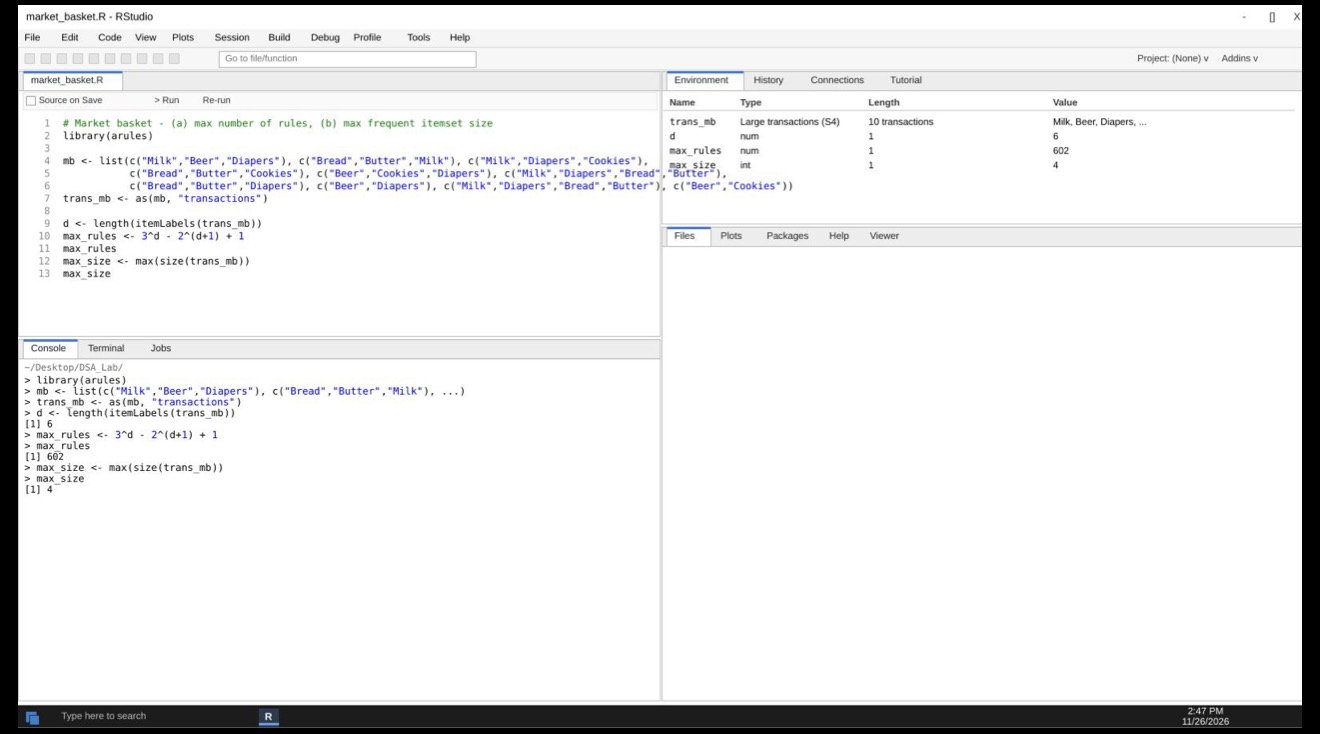 market_basket.R - RStudio
- [] X
File Edit Code View Plots Session Build Debug Profile Tools Help
Go to file/function
Project: (None) v Addins v
market_basket.R
Source on Save > Run Re-run
1 # Market basket - (a) max number of rules, (b) max frequent itemset size
2 library(arules)
3
4 mb <- list(c("Milk","Beer","Diapers"), c("Bread","Butter","Milk"), c("Milk","Diapers","Cookies"),
5 c("Bread","Butter","Cookies"), c("Beer","Cookies","Diapers"), c("Milk","Diapers","Bread","Butter"),
6 c("Bread","Butter","Diapers"), c("Beer","Diapers"), c("Milk","Diapers","Bread","Butter"), c("Beer","Cookies"))
7 trans_mb <- as(mb, "transactions")
8
9 d <- length(itemLabels(trans_mb))
10 max_rules <- 3^d - 2^(d+1) + 1
11 max_rules
12 max_size <- max(size(trans_mb))
13 max_size
Console Terminal Jobs
~/Desktop/DSA_Lab/
> library(arules)
> mb <- list(c("Milk","Beer","Diapers"), c("Bread","Butter","Milk"), ...)
> trans_mb <- as(mb, "transactions")
> d <- length(itemLabels(trans_mb))
[1] 6
> max_rules <- 3^d - 2^(d+1) + 1
> max_rules
[1] 602
> max_size <- max(size(trans_mb))
> max_size
[1] 4
Environment History Connections Tutorial
Name Type Length Value
trans_mb Large transactions (S4) 10 transactions Milk, Beer, Diapers, ...
d num 1 6
max_rules num 1 602
max_size int 1 4
Files Plots Packages Help Viewer
Type here to search
R
2:47 PM
11/26/2026